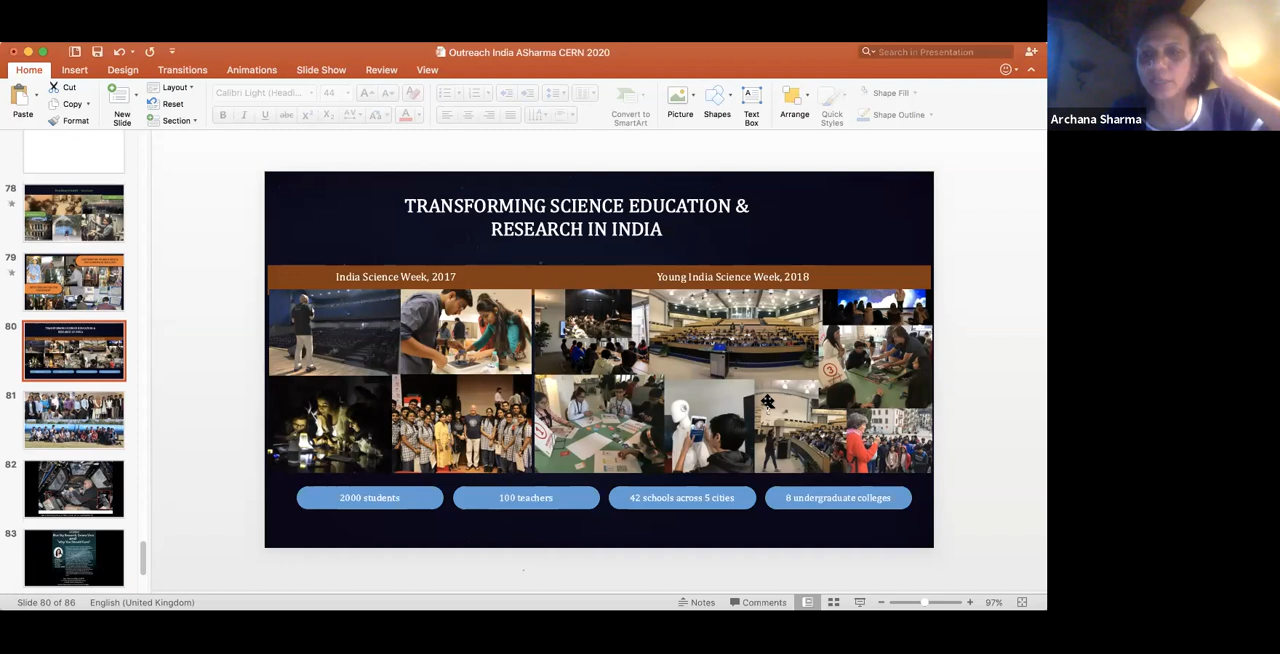 Outreach India ASharma CERN 2020
Search in Presentation
Home Insert Design Transitions Animations Slide Show Review View
Paste
Cut
Copy
Format
New Slide
Layout
Reset
Section
Calibri Light (Headi... 44
Convert to SmartArt
Picture
Shapes
Text Box
Arrange
Quick Styles
Shape Fill
Shape Outline
Archana Sharma
78
79
80
81
82
83
TRANSFORMING SCIENCE EDUCATION &
RESEARCH IN INDIA
India Science Week, 2017
Young India Science Week, 2018
2000 students
100 teachers
42 schools across 5 cities
8 undergraduate colleges
Slide 80 of 86 English (United Kingdom)
Notes Comments 97%